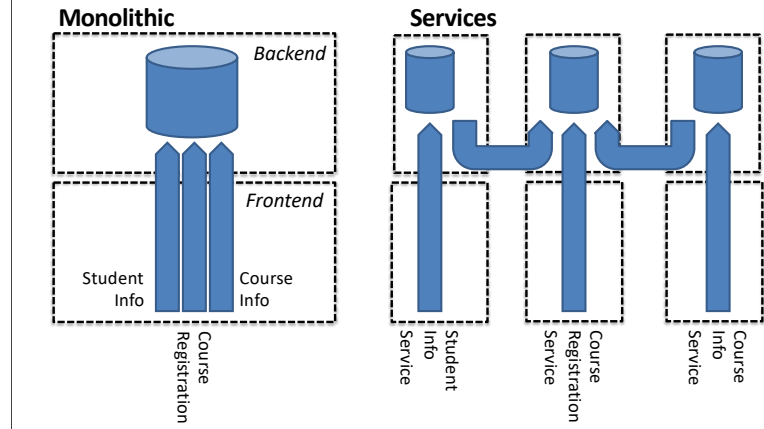 Monolithic
Services
Backend
Frontend
Student
Info
Course
Info
Course
Registration
Student
Info
Service
Course
Registration
Service
Course
Info
Service